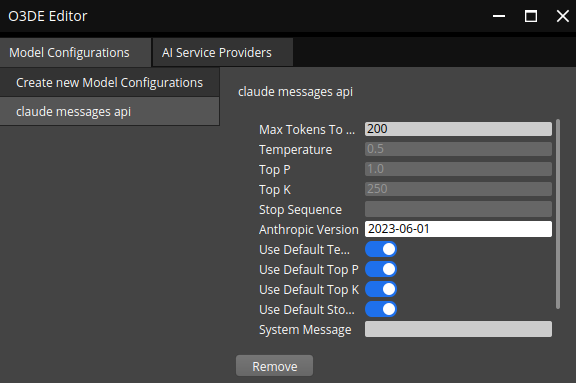 O3DE Editor
Model Configurations
AI Service Providers
Create new Model Configurations
claude messages api
claude messages api
Max Tokens To ... 200
Temperature 0.5
Top P 1.0
Top K 250
Stop Sequence
Anthropic Version 2023-06-01
Use Default Te...
Use Default Top P
Use Default Top K
Use Default Sto...
System Message
Remove